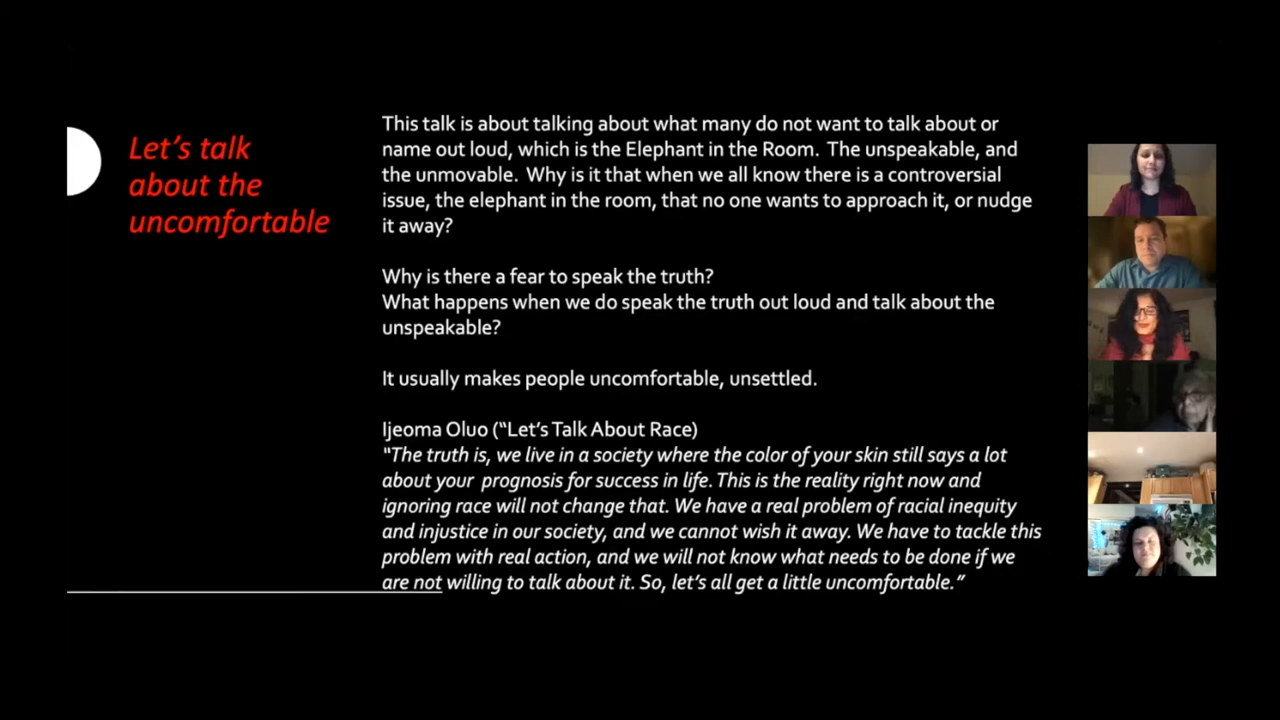 Let's talk
about the
uncomfortable
This talk is about talking about what many do not want to talk about or
name out loud, which is the Elephant in the Room.  The unspeakable, and
the unmovable.  Why is it that when we all know there is a controversial
issue, the elephant in the room, that no one wants to approach it, or nudge
it away?
Why is there a fear to speak the truth?
What happens when we do speak the truth out loud and talk about the
unspeakable?
It usually makes people uncomfortable, unsettled.
Ijeoma Oluo (“Let's Talk About Race)
“The truth is, we live in a society where the color of your skin still says a lot
about your  prognosis for success in life. This is the reality right now and
ignoring race will not change that. We have a real problem of racial inequity
and injustice in our society, and we cannot wish it away. We have to tackle this
problem with real action, and we will not know what needs to be done if we
are not willing to talk about it. So, let's all get a little uncomfortable.”